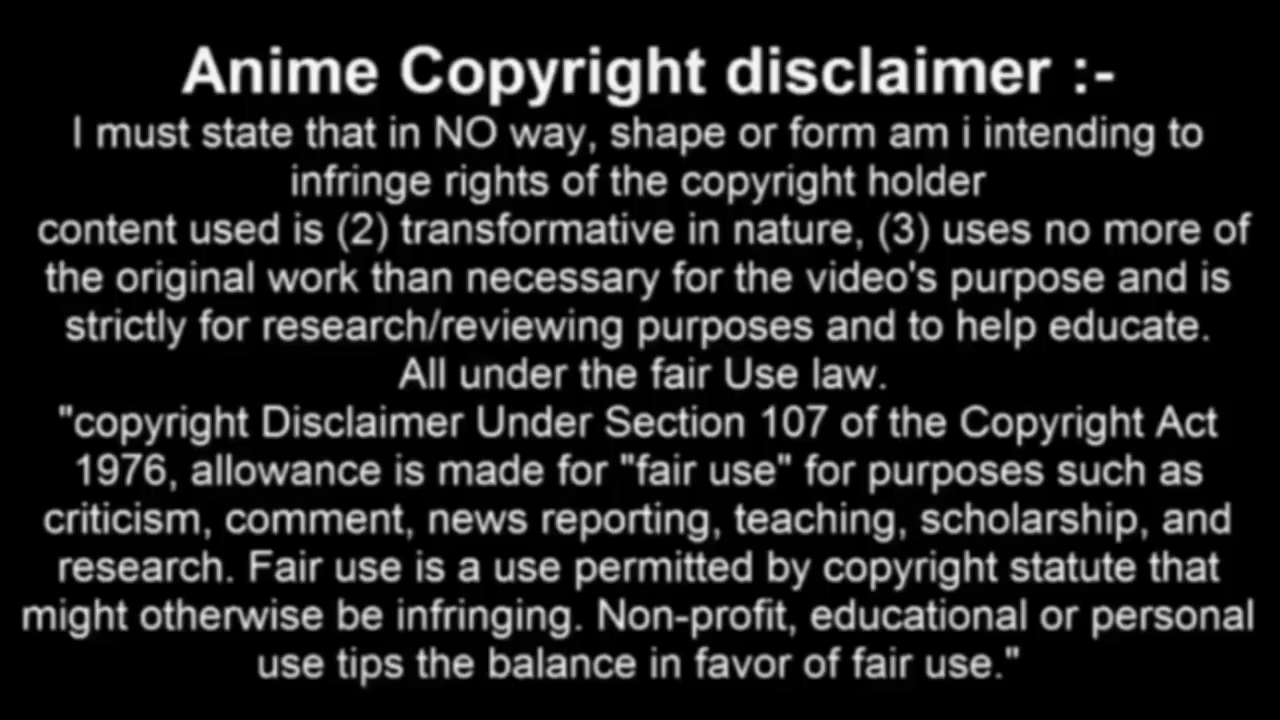 Anime Copyright disclaimer :-
I must state that in NO way, shape or form am i intending to
infringe rights of the copyright holder
content used is (2) transformative in nature, (3) uses no more of
the original work than necessary for the video's purpose and is
strictly for research/reviewing purposes and to help educate.
All under the fair Use law.
"copyright Disclaimer Under Section 107 of the Copyright Act
1976, allowance is made for "fair use" for purposes such as
criticism, comment, news reporting, teaching, scholarship, and
research. Fair use is a use permitted by copyright statute that
might otherwise be infringing. Non-profit, educational or personal
use tips the balance in favor of fair use."